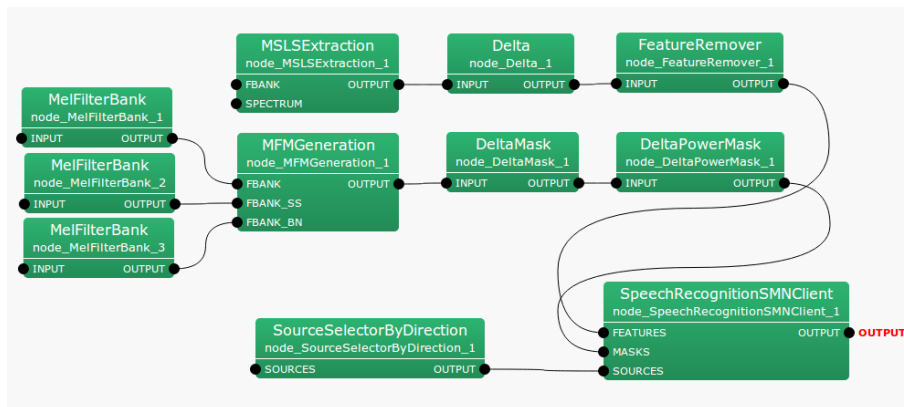 MSLSExtraction
node_MSLSExtraction_1
FBANK OUTPUT
SPECTRUM
Delta
node_Delta_1
INPUT OUTPUT
FeatureRemover
node_FeatureRemover_1
INPUT OUTPUT
MelFilterBank
node_MelFilterBank_1
INPUT OUTPUT
MelFilterBank
node_MelFilterBank_2
INPUT OUTPUT
MelFilterBank
node_MelFilterBank_3
INPUT OUTPUT
MFMGeneration
node_MFMGeneration_1
FBANK OUTPUT
FBANK_SS
FBANK_BN
DeltaMask
node_DeltaMask_1
INPUT OUTPUT
DeltaPowerMask
node_DeltaPowerMask_1
INPUT OUTPUT
SourceSelectorByDirection
node_SourceSelectorByDirection_1
SOURCES OUTPUT
SpeechRecognitionSMNClient
node_SpeechRecognitionSMNClient_1
FEATURES OUTPUT OUTPUT
MASKS
SOURCES